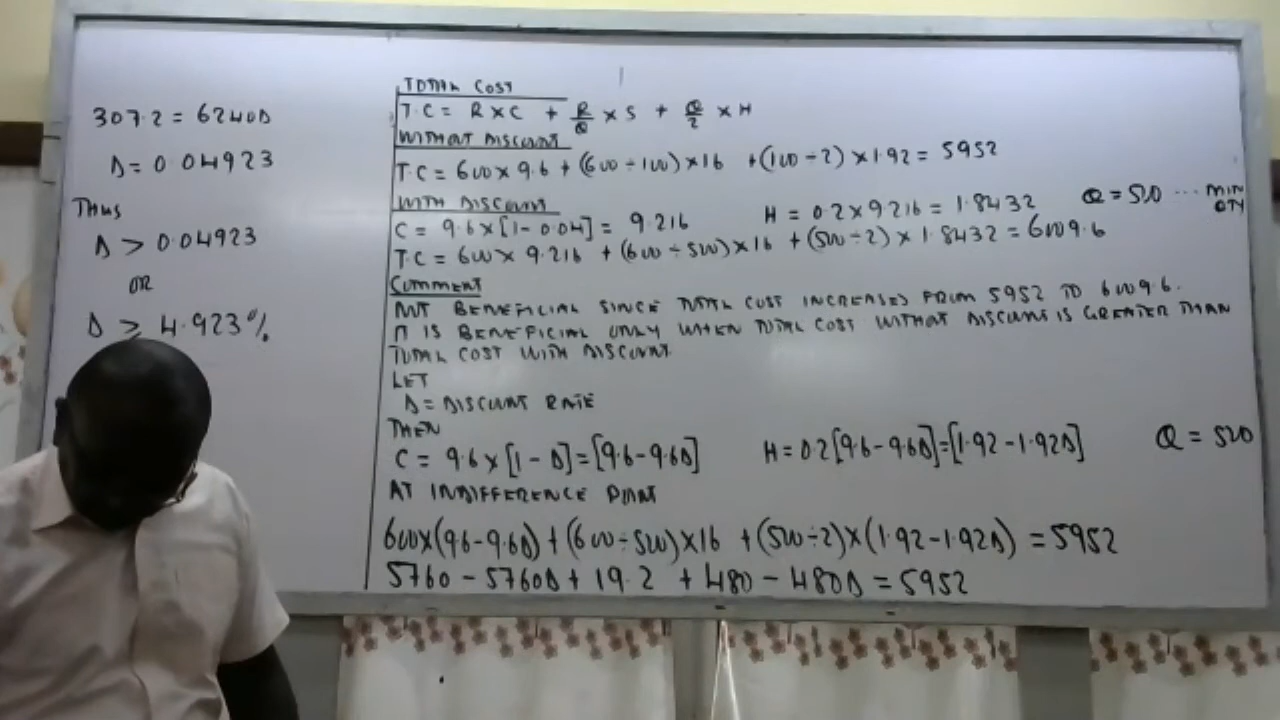 307.2 = 6240D
D = 0.04923
THUS
D > 0.04923
OR
D > 4.923%
TOTAL COST
T.C = R×C + R/Q × S + Q/2 × H
WITHOUT DISCOUNT
T.C = 600×9.6 + (600÷100)×16 + (100÷2)×1.92 = 5952
WITH DISCOUNT
C = 9.6×[1-0.04] = 9.216 H = 0.2×9.216 = 1.8432 Q = 500 ... MIN QTY
T.C = 600×9.216 + (600÷500)×16 + (500÷2)×1.8432 = 6009.6
COMMENT
NOT BENEFICIAL SINCE TOTAL COST INCREASES FROM 5952 TO 6009.6.
IT IS BENEFICIAL ONLY WHEN TOTAL COST WITHOUT DISCOUNT IS GREATER THAN
TOTAL COST WITH DISCOUNT
LET
D = DISCOUNT RATE
THEN
C = 9.6×[1-D]=[9.6-9.6D] H = 0.2[9.6-9.6D]=[1.92-1.92D] Q = 500
AT INDIFFERENCE POINT
600×(9.6-9.6D) + (600÷500)×16 + (500÷2)×(1.92-1.92D) = 5952
5760 - 5760D + 19.2 + 480 - 480D = 5952